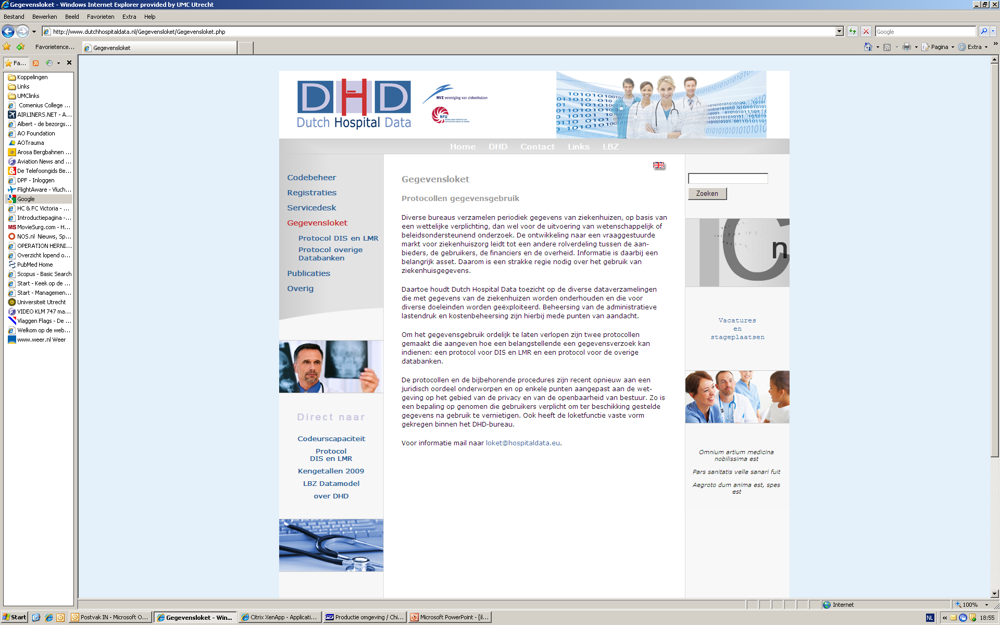 Gegevensloket - Windows Internet Explorer provided by UMC Utrecht
Bestand Bewerken Beeld Favorieten Extra Help
http://www.dutchhospitaldata.nl/Gegevensloket/Gegevensloket.php
Google
Favorietence...
Gegevensloket
Pagina
Extra
Fa...
Koppelingen
Links
UMClinks
Comenius College ...
AIRLINERS.NET - A...
Albert - de bezorgs...
AO Foundation
AOTrauma
Arosa Bergbahnen ...
Aviation News and ...
De Telefoongids Be...
DPF - Inloggen
FlightAware - Vluch...
Google
HC & FC Victoria - ...
Introductiepagina - ...
MS MovieSurg.com - H...
NOS.nl Nieuws, Sp...
OPERATION HERNI...
Overzicht lopend o...
PubMed Home
Scopus - Basic Search
Start - Keek op de ...
Start - Managemen...
Universiteit Utrecht
VIDEO KLM 747 ma...
Vlaggen Flags - De ...
Welkom op de web...
www.weer.nl Weer
DHD
Dutch Hospital Data
NVZ vereniging van ziekenhuizen
NFU
Home DHD Contact Links LBZ
Codebeheer
Registraties
Servicedesk
Gegevensloket
Protocol DIS en LMR
Protocol overige
Databanken
Publicaties
Overig
Direct naar
Codeurscapaciteit
Protocol
DIS en LMR
Kengetallen 2009
LBZ Datamodel
over DHD
Gegevensloket
Protocollen gegevensgebruik
Diverse bureaus verzamelen periodiek gegevens van ziekenhuizen, op basis van
een wettelijke verplichting, dan wel voor de uitvoering van wetenschappelijk of
beleidsondersteunend onderzoek. De ontwikkeling naar een vraaggestuurde
markt voor ziekenhuiszorg leidt tot een andere rolverdeling tussen de aan-
bieders, de gebruikers, de financiers en de overheid. Informatie is daarbij een
belangrijk asset. Daarom is een strakke regie nodig over het gebruik van
ziekenhuisgegevens.
Daartoe houdt Dutch Hospital Data toezicht op de diverse dataverzamelingen
die met gegevens van de ziekenhuizen worden onderhouden en die voor
diverse doeleinden worden geëxploiteerd. Beheersing van de administratieve
lastendruk en kostenbeheersing zijn hierbij mede punten van aandacht.
Om het gegevensgebruik ordelijk te laten verlopen zijn twee protocollen
gemaakt die aangeven hoe een belangstellende een gegevensverzoek kan
indienen: een protocol voor DIS en LMR en een protocol voor de overige
databanken.
De protocollen en de bijbehorende procedures zijn recent opnieuw aan een
juridisch oordeel onderworpen en op enkele punten aangepast aan de wet-
geving op het gebied van de privacy en van de openbaarheid van bestuur. Zo is
een bepaling op genomen die gebruikers verplicht om ter beschikking gestelde
gegevens na gebruik te vernietigen. Ook heeft de loketfunctie vaste vorm
gekregen binnen het DHD-bureau.
Voor informatie mail naar loket@hospitaldata.eu.
Zoeken
n
Vacatures
en
stageplaatsen
Omnium artium medicina
nobilissima est
Pars sanitatis velle sanari fuit
Aegroto dum anima est, spes
est
Internet
100%
Start
Postvak IN - Microsoft O...
Gegevensloket - Win...
Citrix XenApp - Applicati...
Productie omgeving / Chi...
Microsoft PowerPoint - [il...
NL
18:55